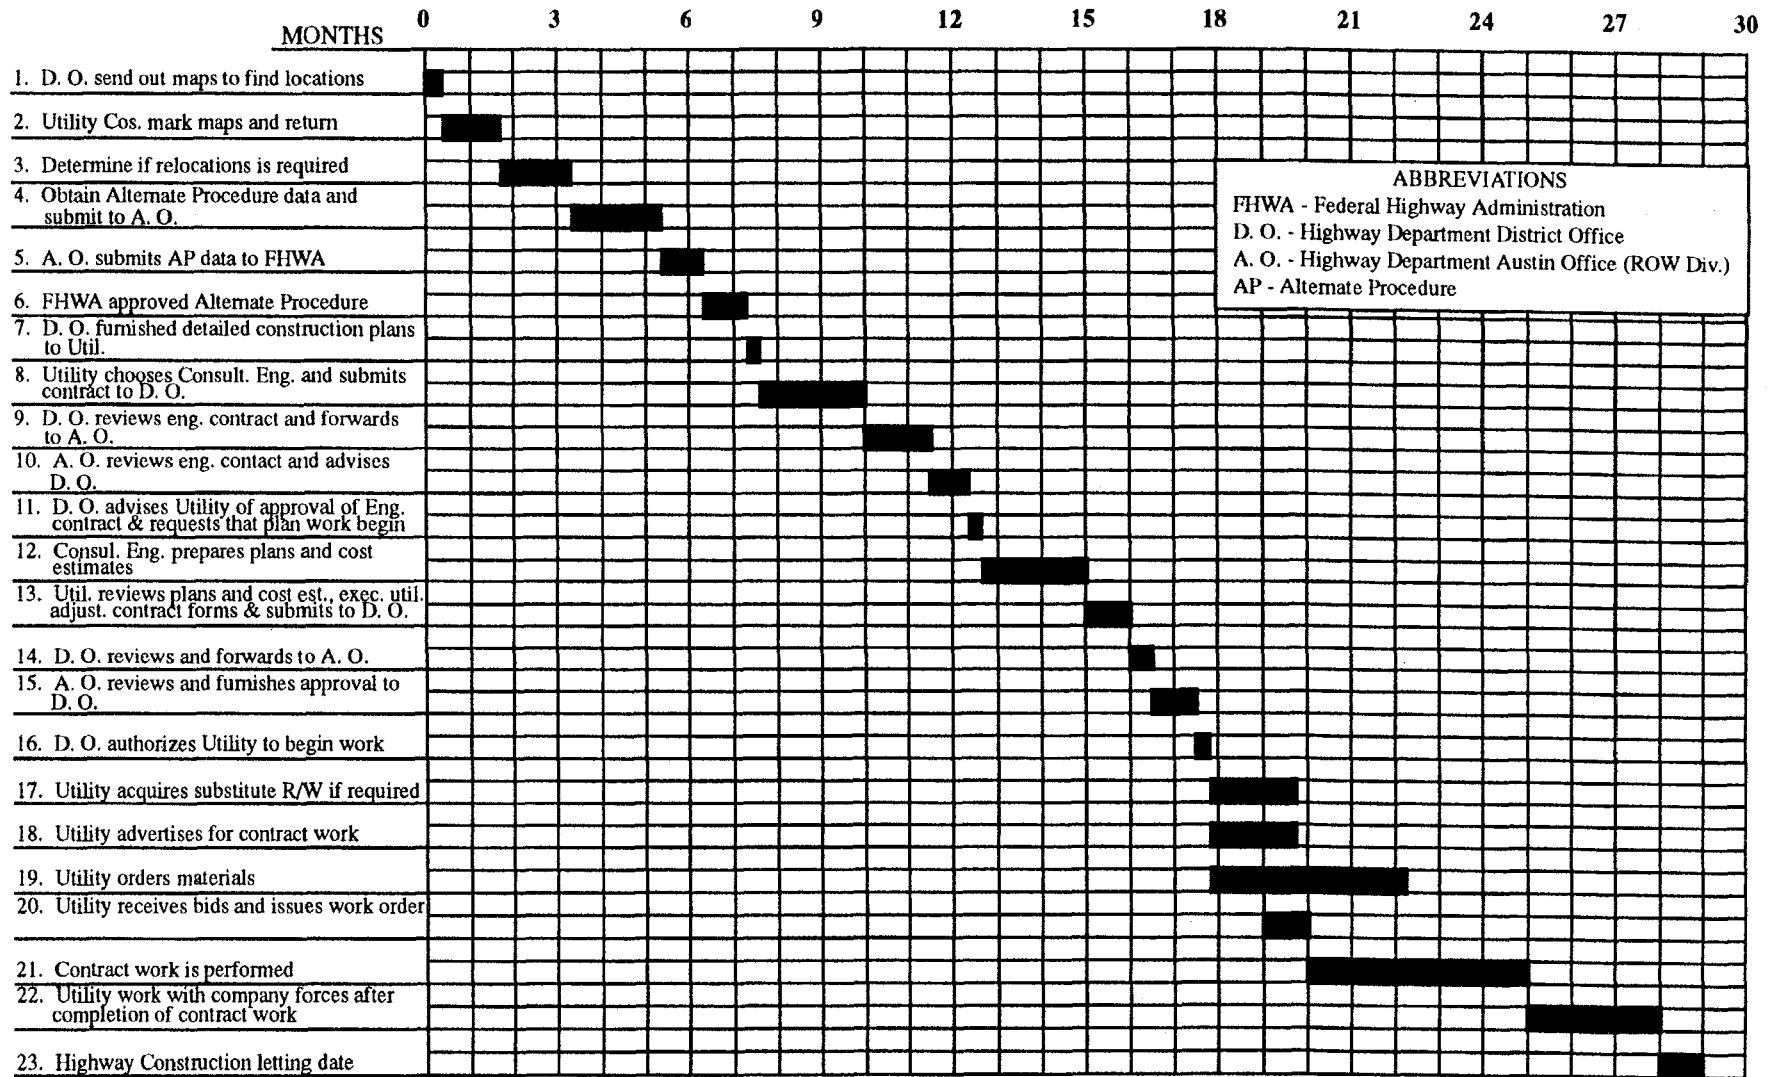 0 3 6 9 12 15 18 21 24 27 30
MONTHS
1. D. O. send out maps to find locations
2. Utility Cos. mark maps and return
3. Determine if relocations is required
4. Obtain Alternate Procedure data and
submit to A. O.
5. A. O. submits AP data to FHWA
6. FHWA approved Alternate Procedure
7. D. O. furnished detailed construction plans
to Util.
8. Utility chooses Consult. Eng. and submits
contract to D. O.
9. D. O. reviews eng. contract and forwards
to A. O.
10. A. O. reviews eng. contact and advises
D. O.
11. D. O. advises Utility of approval of Eng.
contract & requests that plan work begin
12. Consul. Eng. prepares plans and cost
estimates
13. Util. reviews plans and cost est., exec. util.
adjust. contract forms & submits to D. O.
14. D. O. reviews and forwards to A. O.
15. A. O. reviews and furnishes approval to
D. O.
16. D. O. authorizes Utility to begin work
17. Utility acquires substitute R/W if required
18. Utility advertises for contract work
19. Utility orders materials
20. Utility receives bids and issues work order
21. Contract work is performed
22. Utility work with company forces after
completion of contract work
23. Highway Construction letting date
ABBREVIATIONS
FHWA - Federal Highway Administration
D. O. - Highway Department District Office
A. O. - Highway Department Austin Office (ROW Div.)
AP - Alternate Procedure